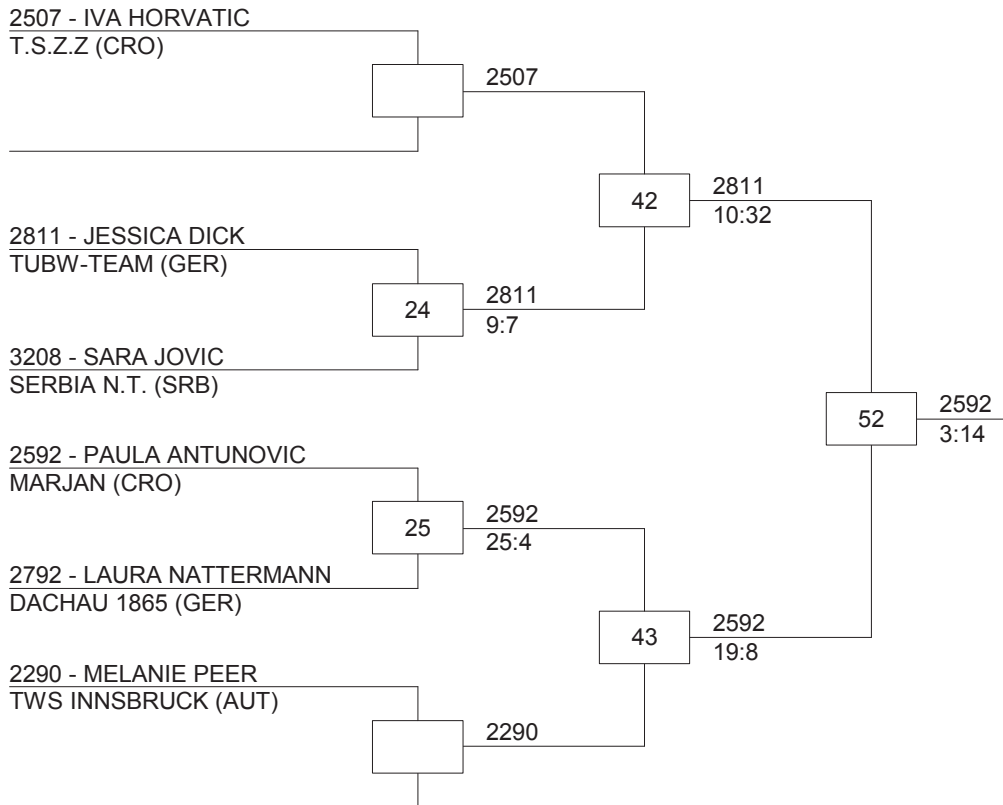 2507 - IVA HORVATIC
T.S.Z.Z (CRO)
2507
42
2811
10:32
2811 - JESSICA DICK
TUBW-TEAM (GER)
24
2811
9:7
3208 - SARA JOVIC
SERBIA N.T. (SRB)
52
2592
3:14
2592 - PAULA ANTUNOVIC
MARJAN (CRO)
25
2592
25:4
2792 - LAURA NATTERMANN
DACHAU 1865 (GER)
43
2592
19:8
2290 - MELANIE PEER
TWS INNSBRUCK (AUT)
2290